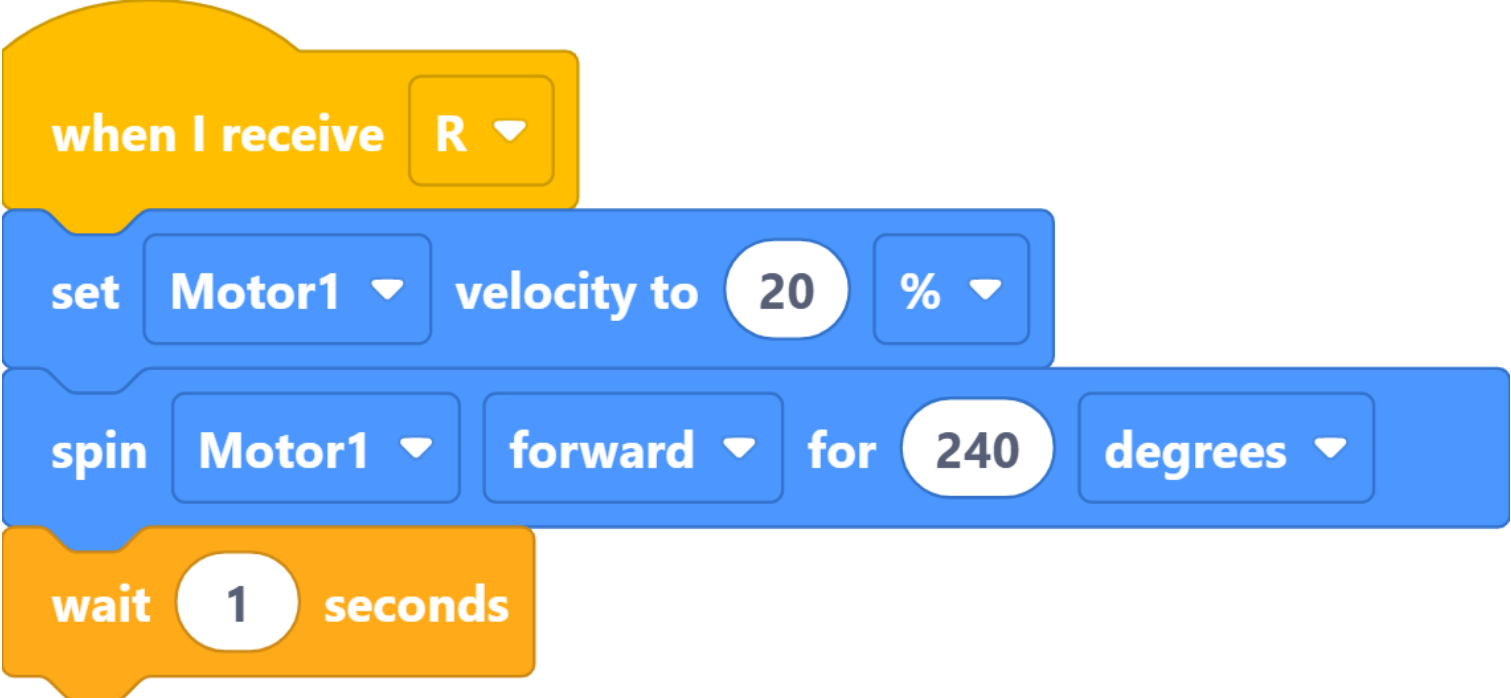 when I receive R
set Motor1 velocity to 20 %
spin Motor1 forward for 240 degrees
wait 1 seconds